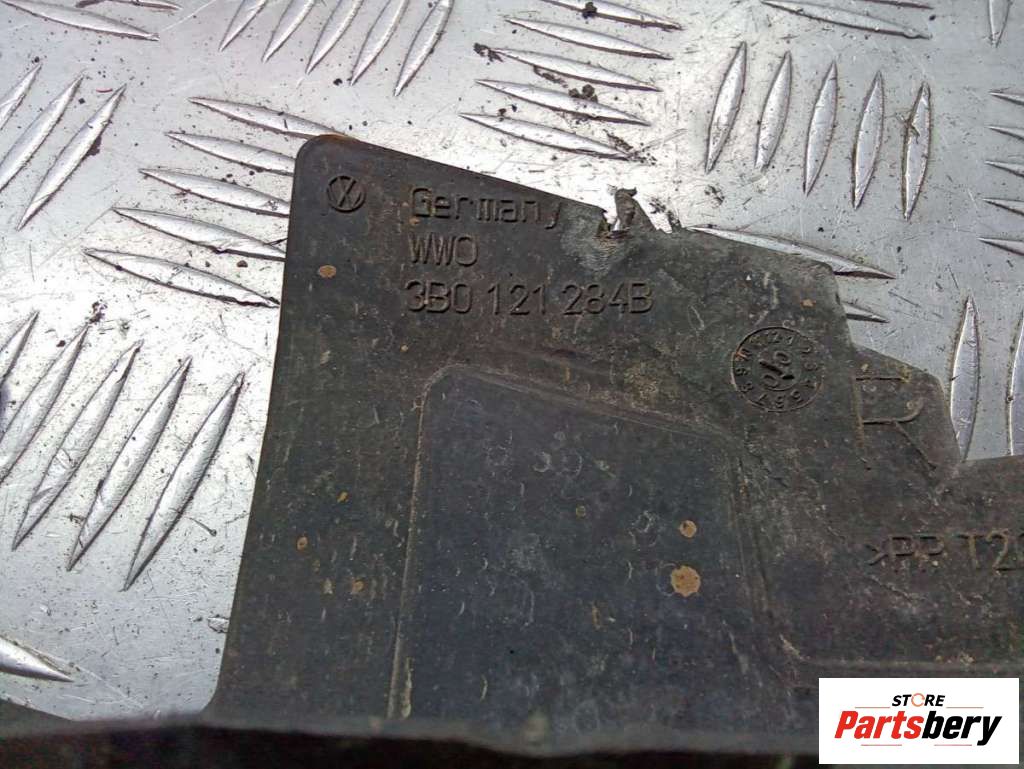 Germany
WWO
3B0 121 284B
R
>PP T2
STORE
Partsbery